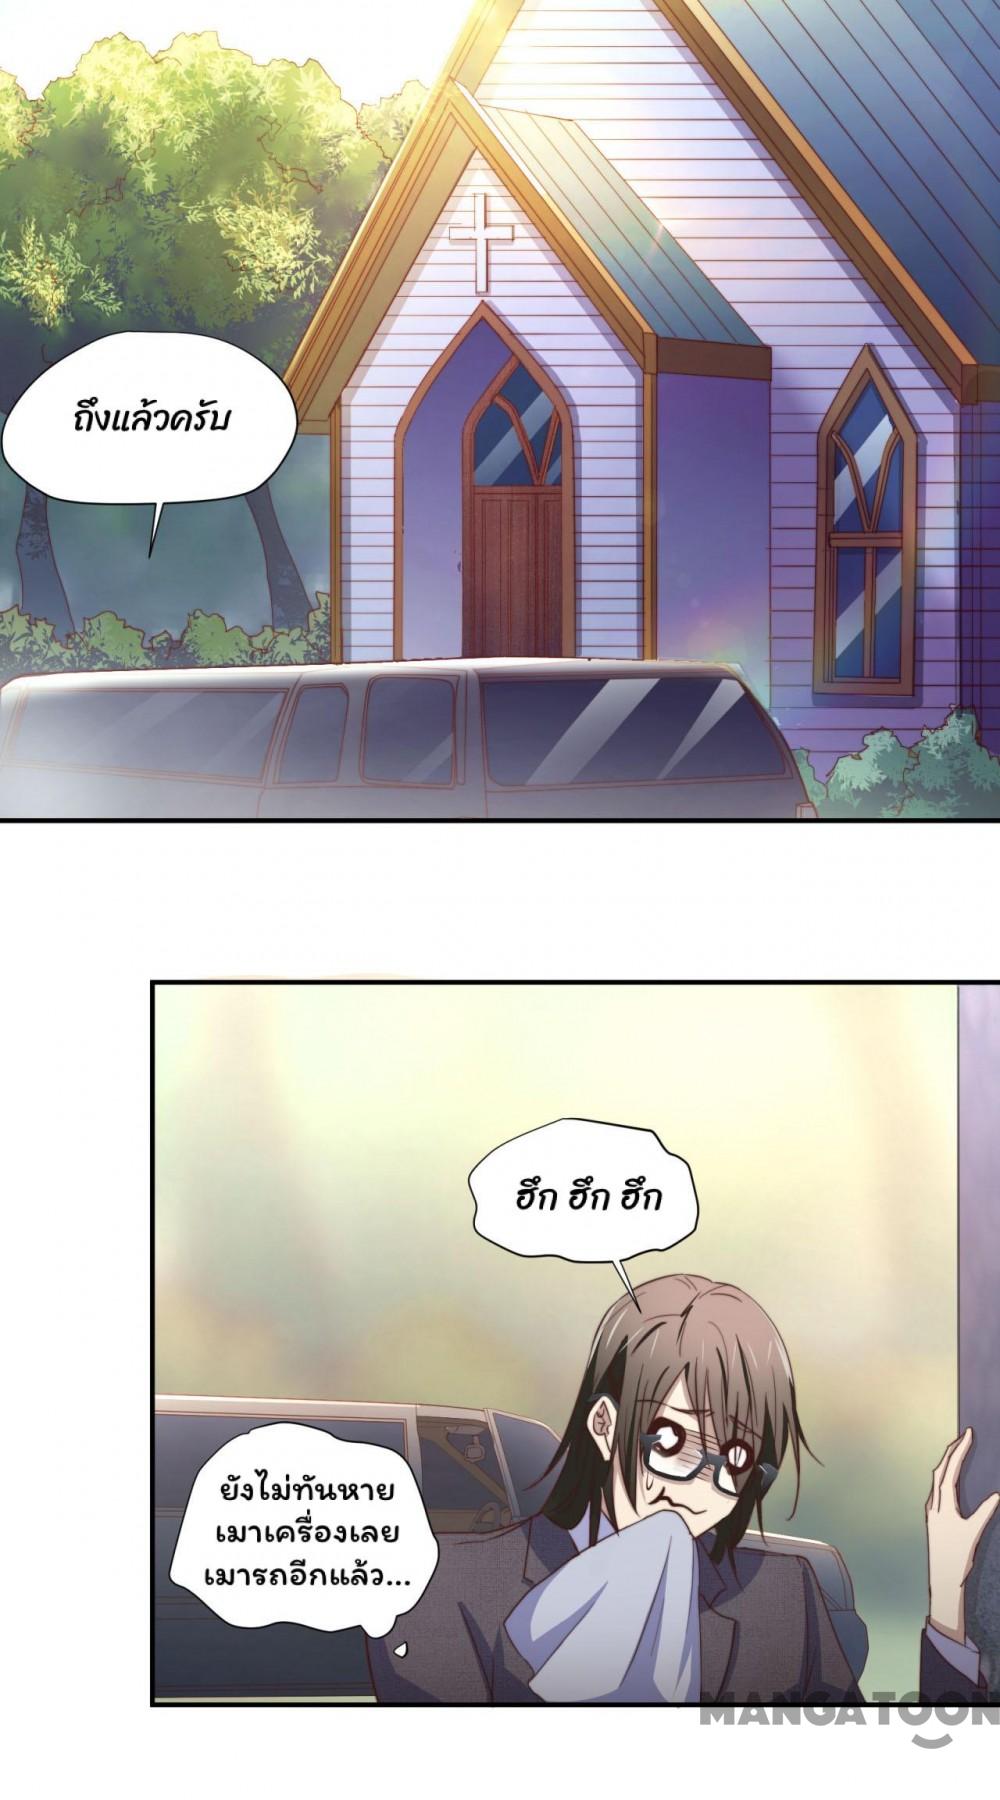 ถึงแล้วครับ
ฮึก ฮึก ฮึก
ยังไม่ทันหาย
เมาเครื่องเลย
เมารถอีกแล้ว...
MANGATOON